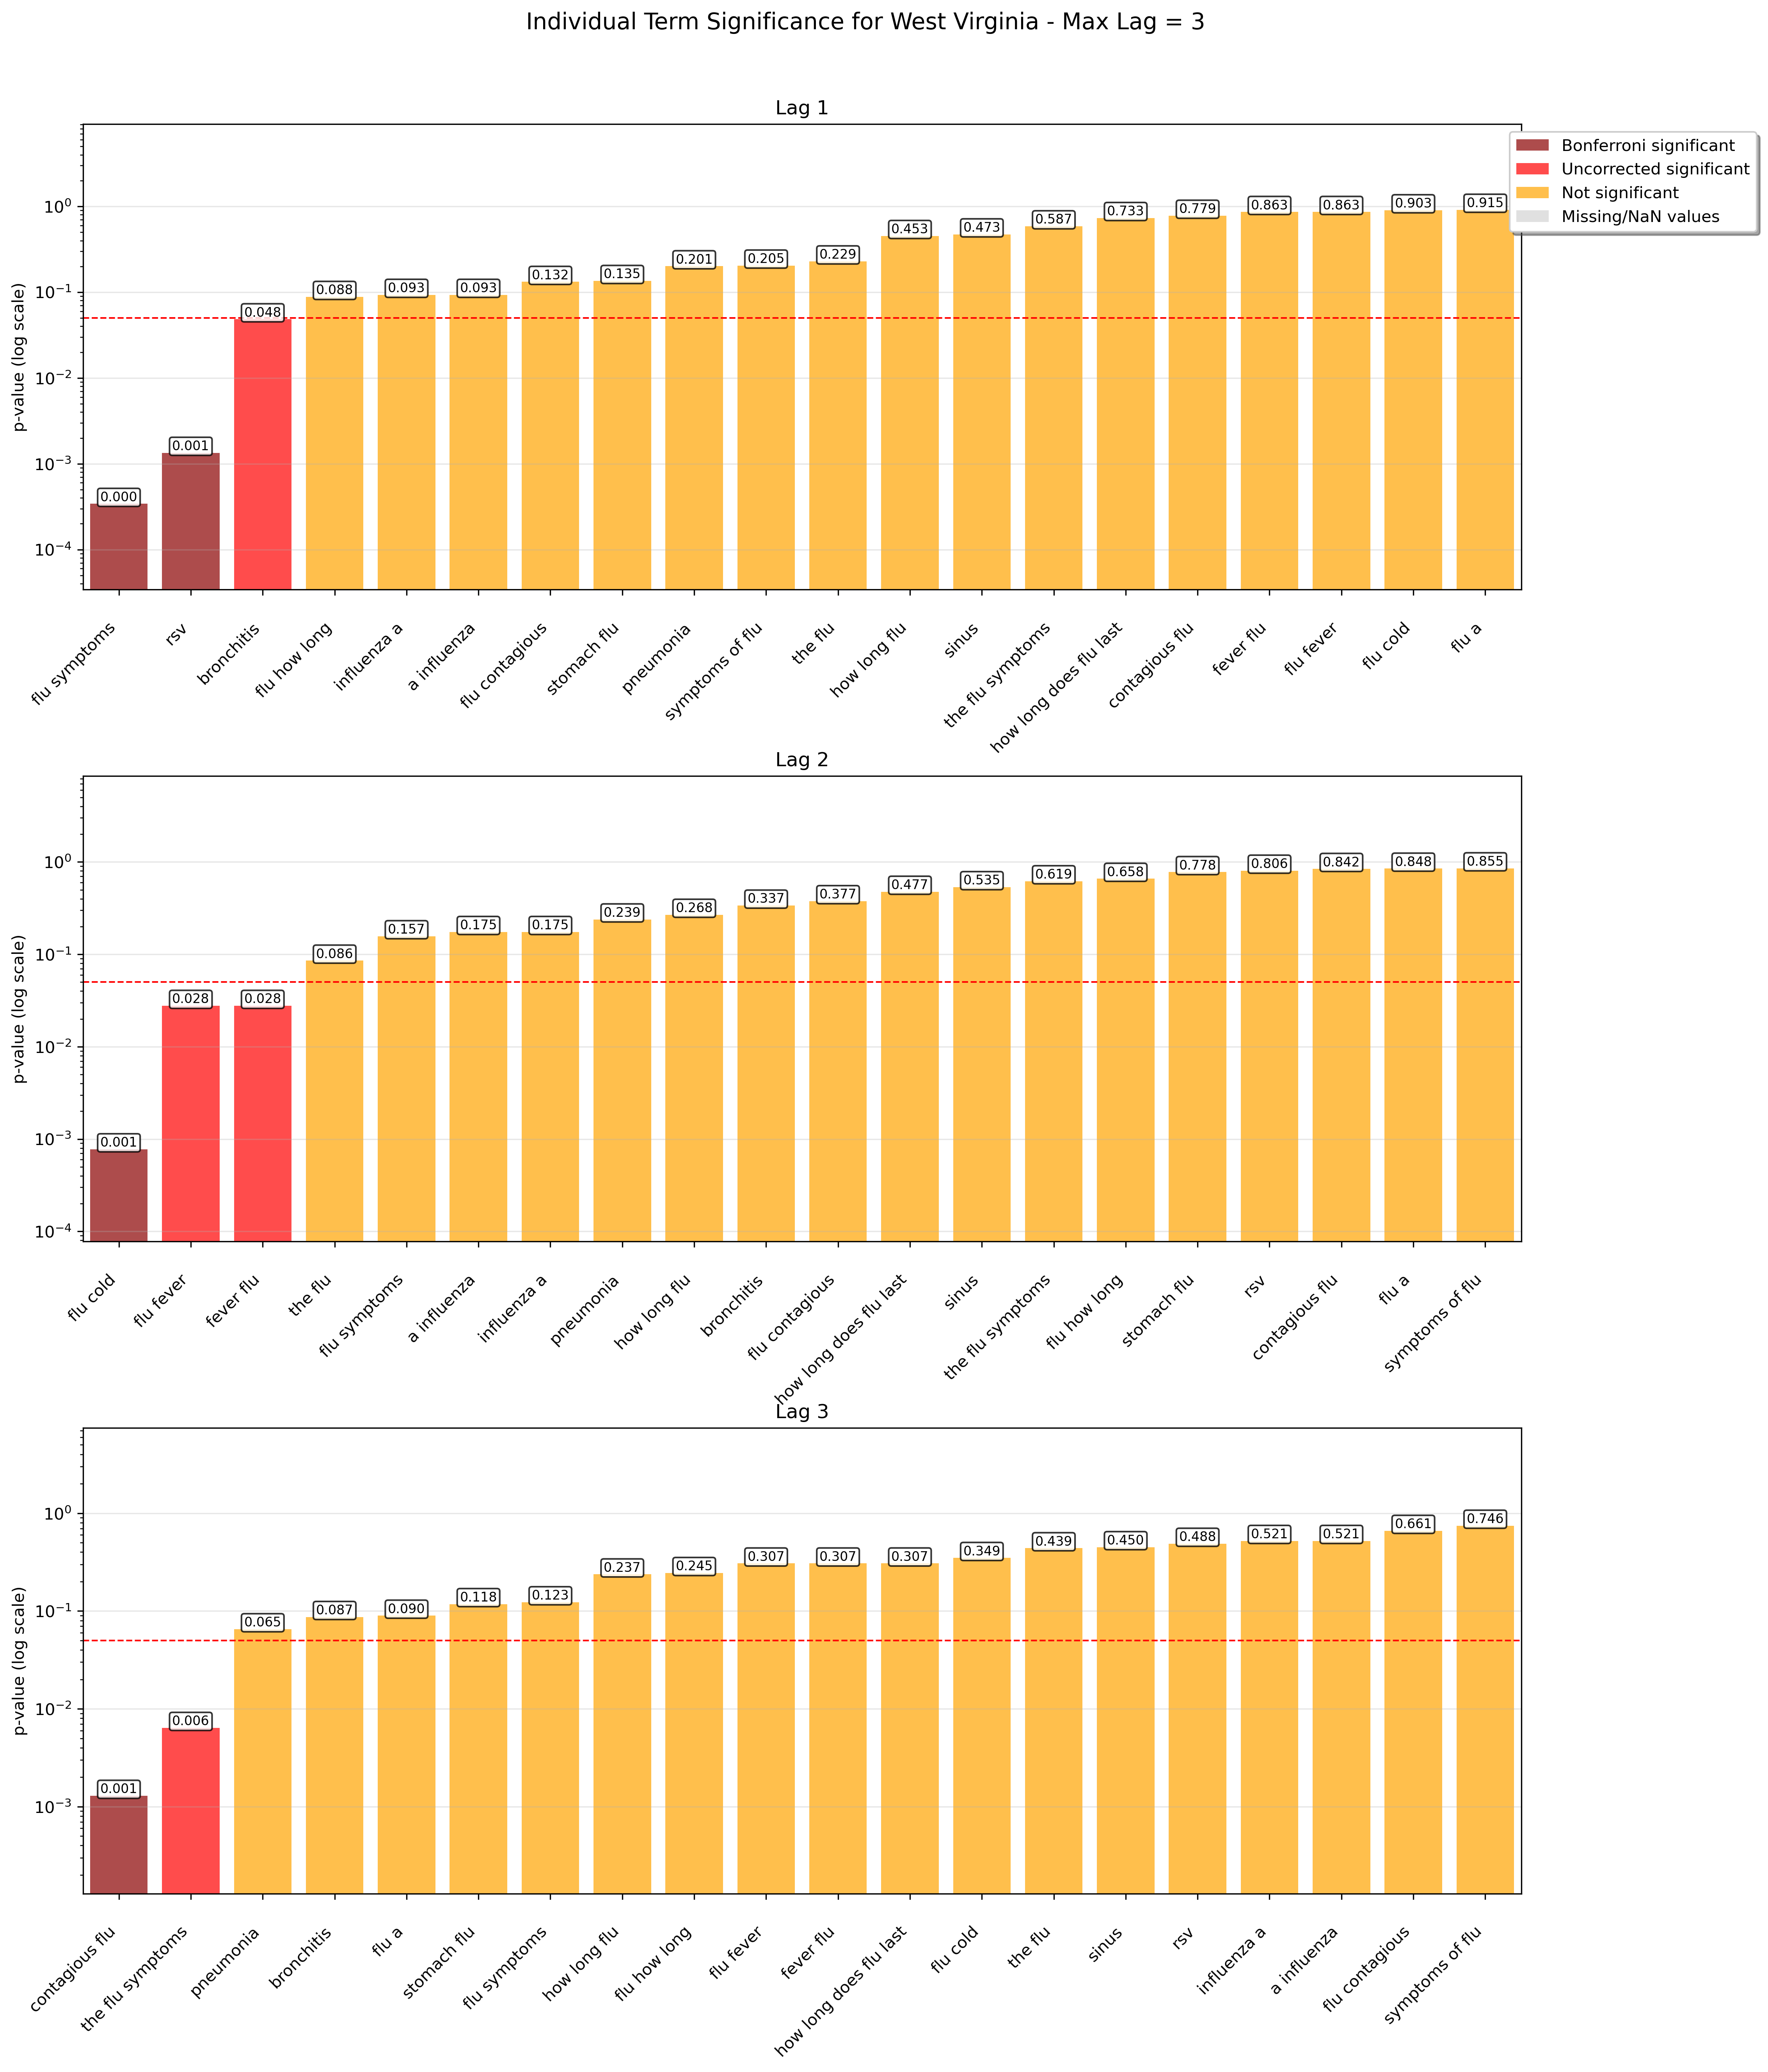 Individual Term Significance for West Virginia - Max Lag = 3
Lag 1
Bonferroni significant
Uncorrected significant
Not significant
Missing/NaN values
p-value (log scale)
10⁰
10⁻¹
10⁻²
10⁻³
10⁻⁴
0.000
0.001
0.048
0.088
0.093
0.093
0.132
0.135
0.201
0.205
0.229
0.453
0.473
0.587
0.733
0.779
0.863
0.863
0.903
0.915
flu symptoms
rsv
bronchitis
flu how long
influenza a
a influenza
flu contagious
stomach flu
pneumonia
symptoms of flu
the flu
how long flu
sinus
the flu symptoms
how long does flu last
contagious flu
fever flu
flu fever
flu cold
flu a
Lag 2
p-value (log scale)
10⁰
10⁻¹
10⁻²
10⁻³
10⁻⁴
0.001
0.028
0.028
0.086
0.157
0.175
0.175
0.239
0.268
0.337
0.377
0.477
0.535
0.619
0.658
0.778
0.806
0.842
0.848
0.855
flu cold
flu fever
fever flu
the flu
flu symptoms
a influenza
influenza a
pneumonia
how long flu
bronchitis
flu contagious
how long does flu last
sinus
the flu symptoms
flu how long
stomach flu
rsv
contagious flu
flu a
symptoms of flu
Lag 3
p-value (log scale)
10⁰
10⁻¹
10⁻²
10⁻³
0.001
0.006
0.065
0.087
0.090
0.118
0.123
0.237
0.245
0.307
0.307
0.307
0.349
0.439
0.450
0.488
0.521
0.521
0.661
0.746
contagious flu
the flu symptoms
pneumonia
bronchitis
flu a
stomach flu
flu symptoms
how long flu
flu how long
flu fever
fever flu
how long does flu last
flu cold
the flu
sinus
rsv
influenza a
a influenza
flu contagious
symptoms of flu